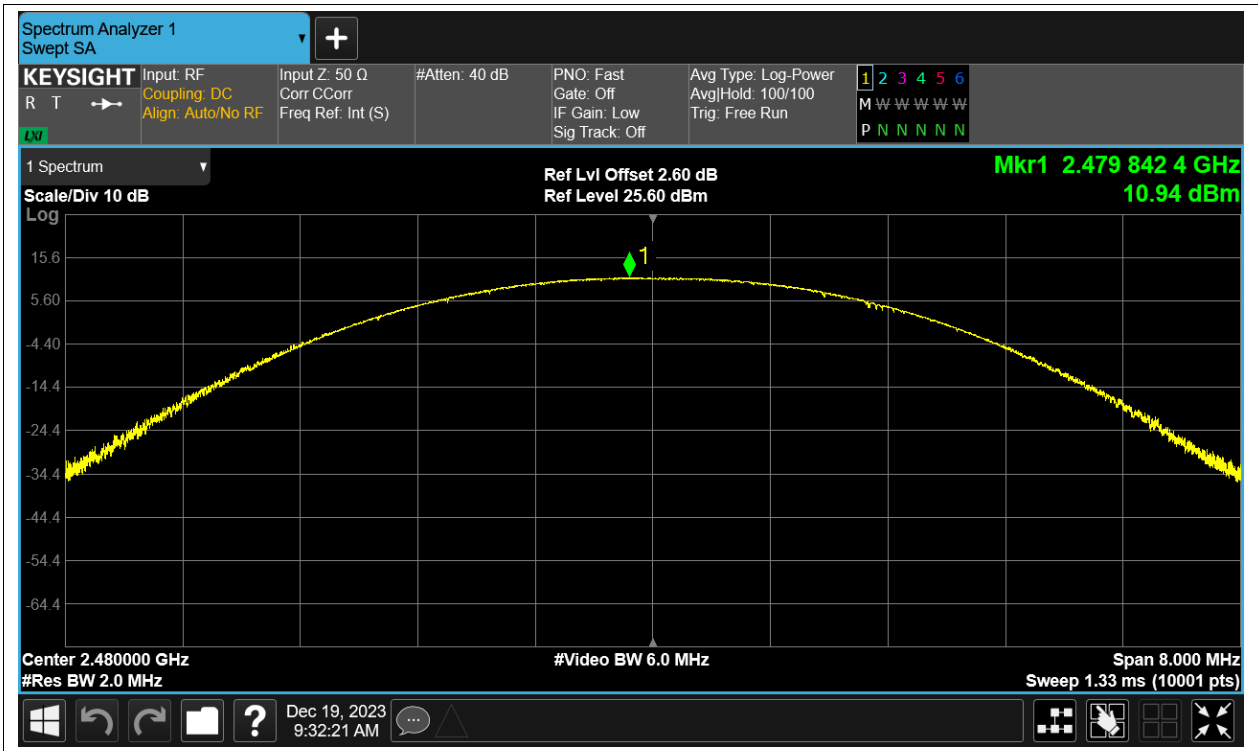 Spectrum Analyzer 1
Swept SA
KEYSIGHT
R T
LXI
Input: RF
Coupling: DC
Align: Auto/No RF
Input Z: 50 Ω
Corr CCorr
Freq Ref: Int (S)
#Atten: 40 dB
PNO: Fast
Gate: Off
IF Gain: Low
Sig Track: Off
Avg Type: Log-Power
Avg|Hold: 100/100
Trig: Free Run
1 2 3 4 5 6
M W W W W W
P N N N N N
1 Spectrum
Scale/Div 10 dB
Log
Ref Lvl Offset 2.60 dB
Ref Level 25.60 dBm
Mkr1 2.479 842 4 GHz
10.94 dBm
1
15.6
5.60
-4.40
-14.4
-24.4
-34.4
-44.4
-54.4
-64.4
Center 2.480000 GHz
#Res BW 2.0 MHz
#Video BW 6.0 MHz
Span 8.000 MHz
Sweep 1.33 ms (10001 pts)
?
Dec 19, 2023
9:32:21 AM